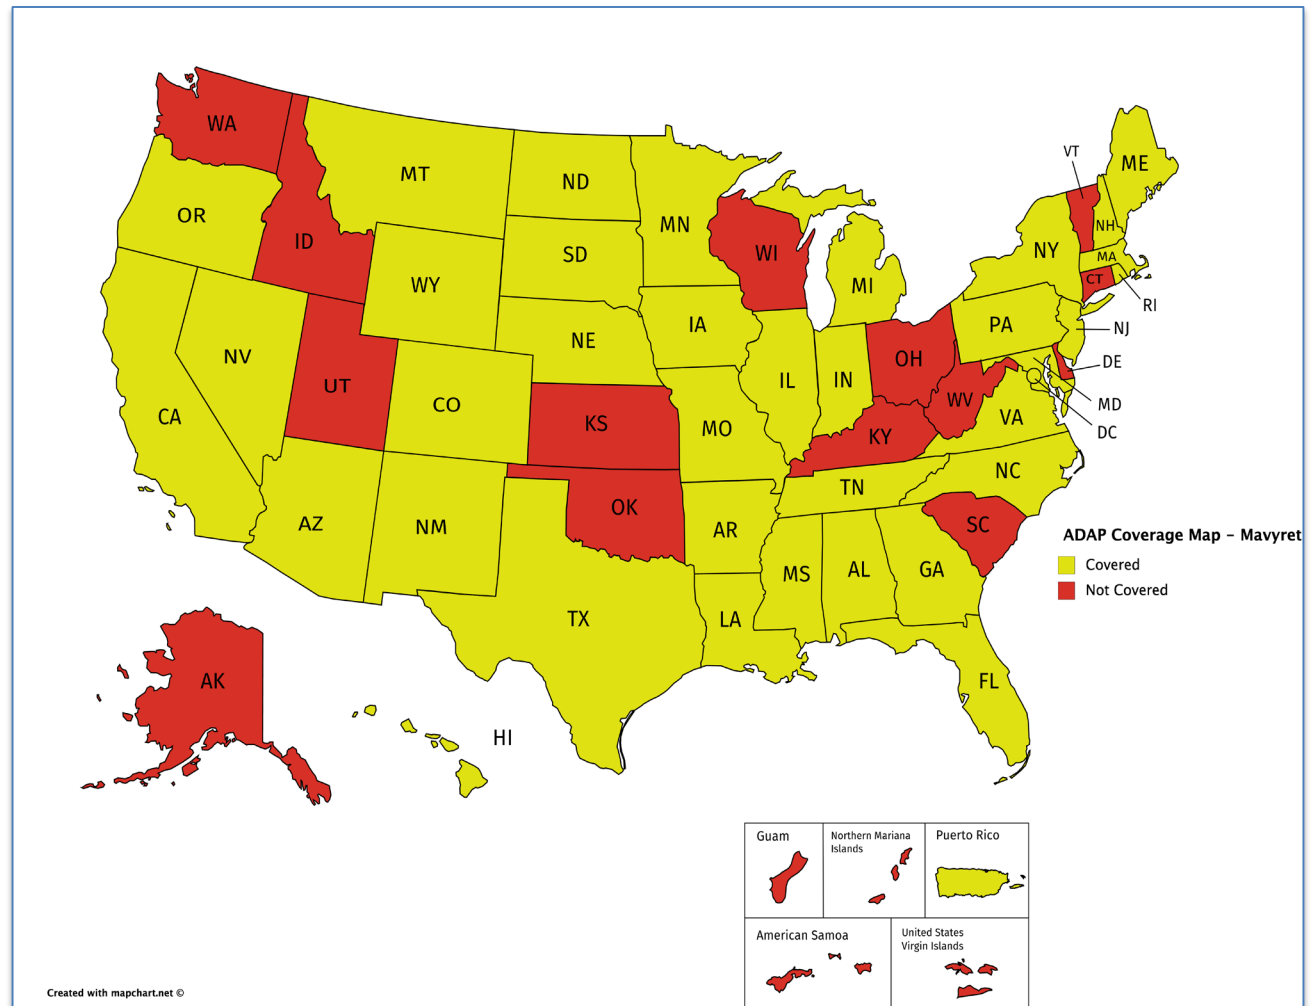 WA
VT
ME
MT
ND
OR
MN
NH
ID
SD
NY
WI
MA
CT
WY
MI
RI
IA
PA
NJ
NE
NV
OH
DE
UT
IL
IN
CO
WV
MD
CA
KS
MO
KY
VA
DC
NC
TN
OK
AZ
NM
AR
SC
ADAP Coverage Map – Mavyret
Covered
Not Covered
MS
AL
GA
TX
LA
AK
FL
HI
Guam
Northern Mariana
Islands
Puerto Rico
American Samoa
United States
Virgin Islands
Created with mapchart.net ©